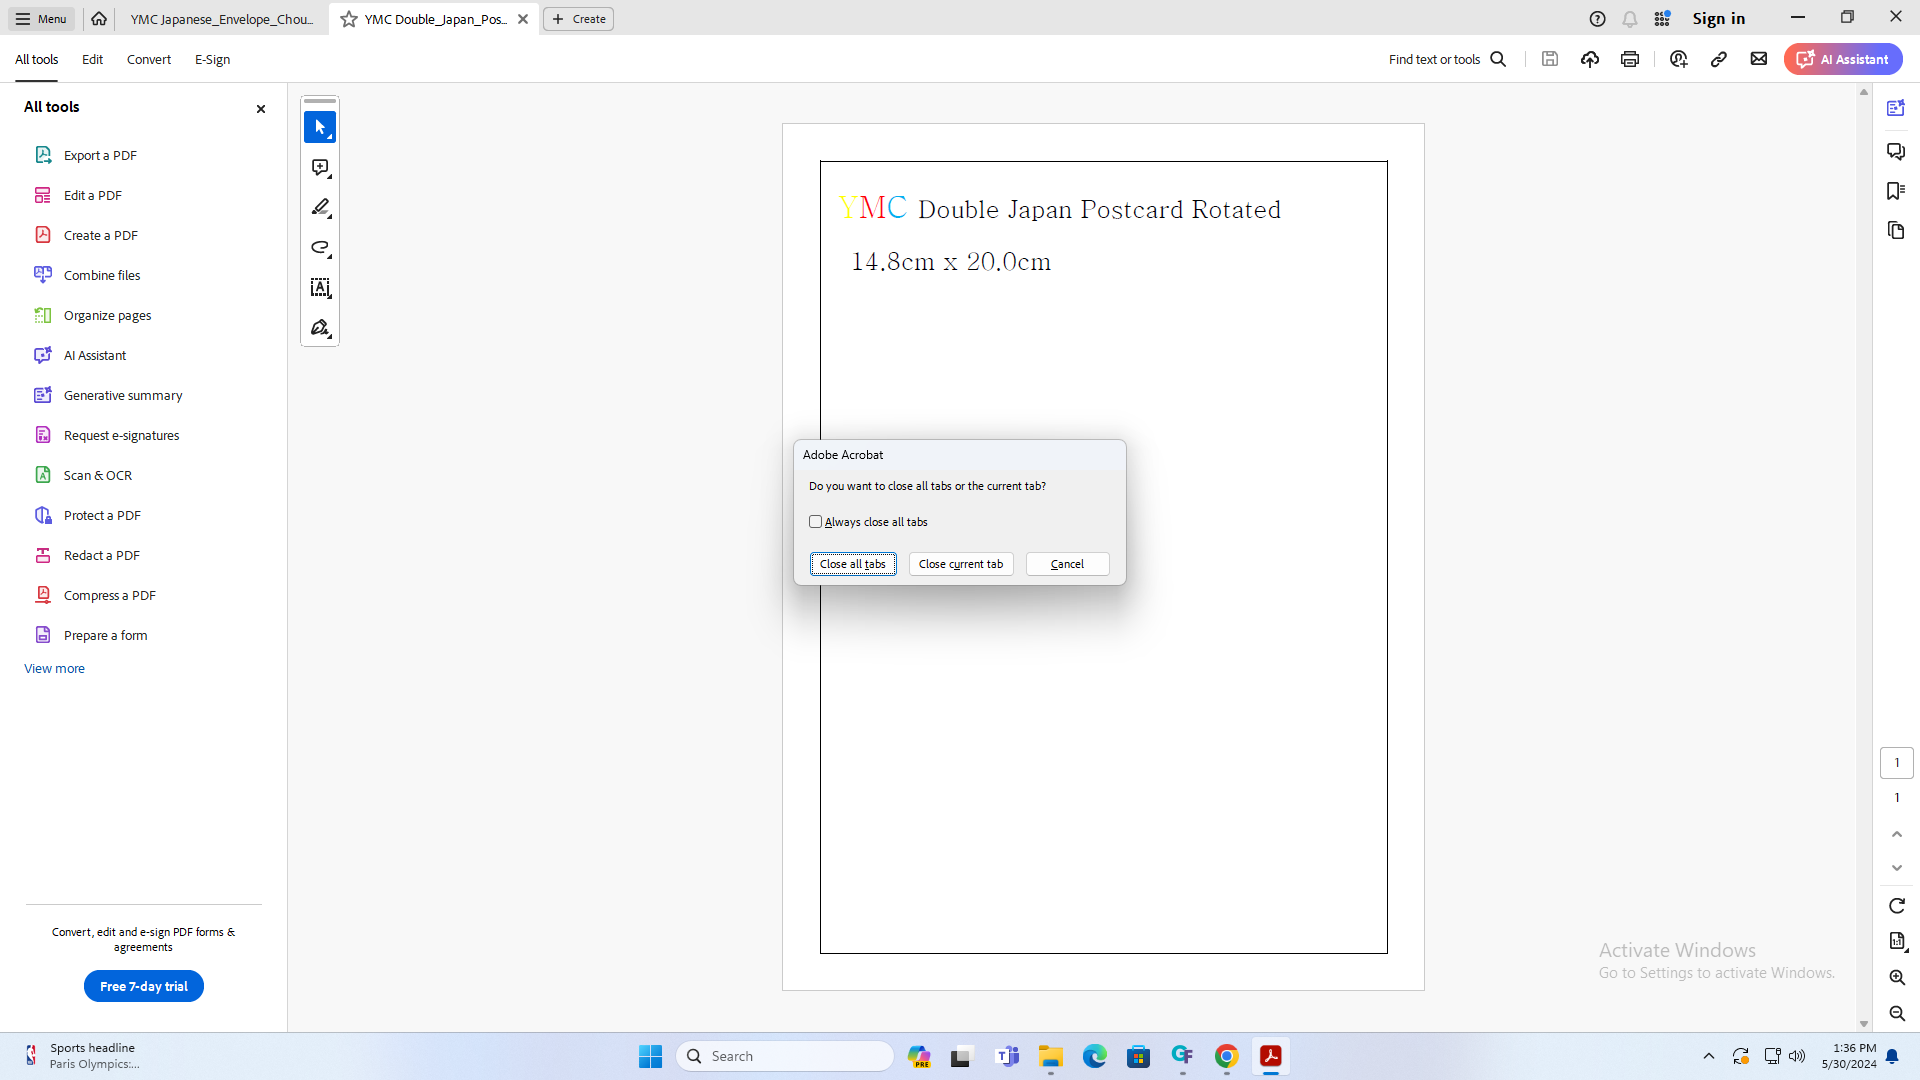 Menu
YMC Japanese_Envelope_Chou...
YMC Double_Japan_Pos...
Create
Sign in
All tools
Edit
Convert
E-Sign
Find text or tools
AI Assistant
All tools
Export a PDF
Edit a PDF
Create a PDF
Combine files
Organize pages
AI Assistant
Generative summary
Request e-signatures
Scan & OCR
Protect a PDF
Redact a PDF
Compress a PDF
Prepare a form
View more
Convert, edit and e-sign PDF forms &
agreements
Free 7-day trial
YMC Double Japan Postcard Rotated
14.8cm x 20.0cm
Adobe Acrobat
Do you want to close all tabs or the current tab?
Always close all tabs
Close all tabs
Close current tab
Cancel
1
1
Activate Windows
Go to Settings to activate Windows.
Sports headline
Paris Olympics:...
Search
PRE
1:36 PM
5/30/2024